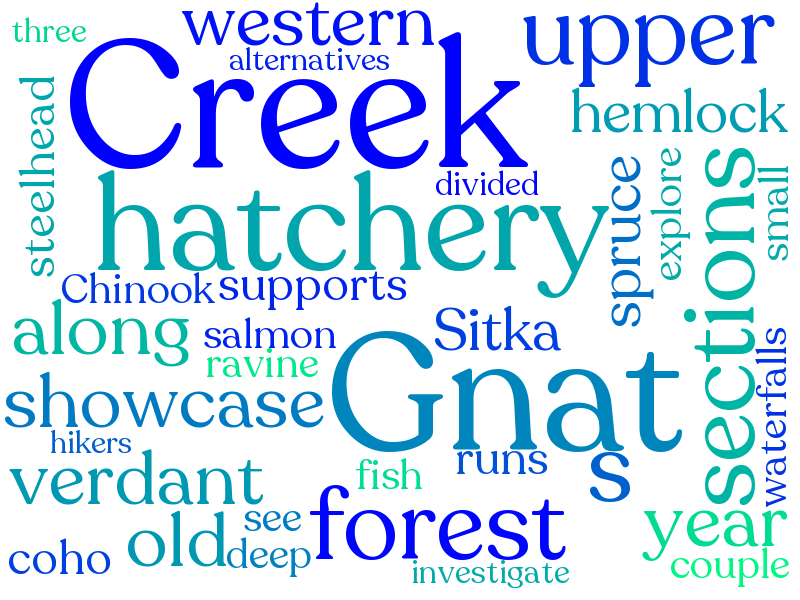 three
western
upper
alternatives
Creek
hemlock
steelhead
divided
hatchery
spruce
explore
sections
small
Chinook
supports
along
salmon
Sitka
ravine
Gnat
showcase
waterfalls
hikers
runs
s
verdant
fish
forest
year
see
old
deep
coho
couple
investigate